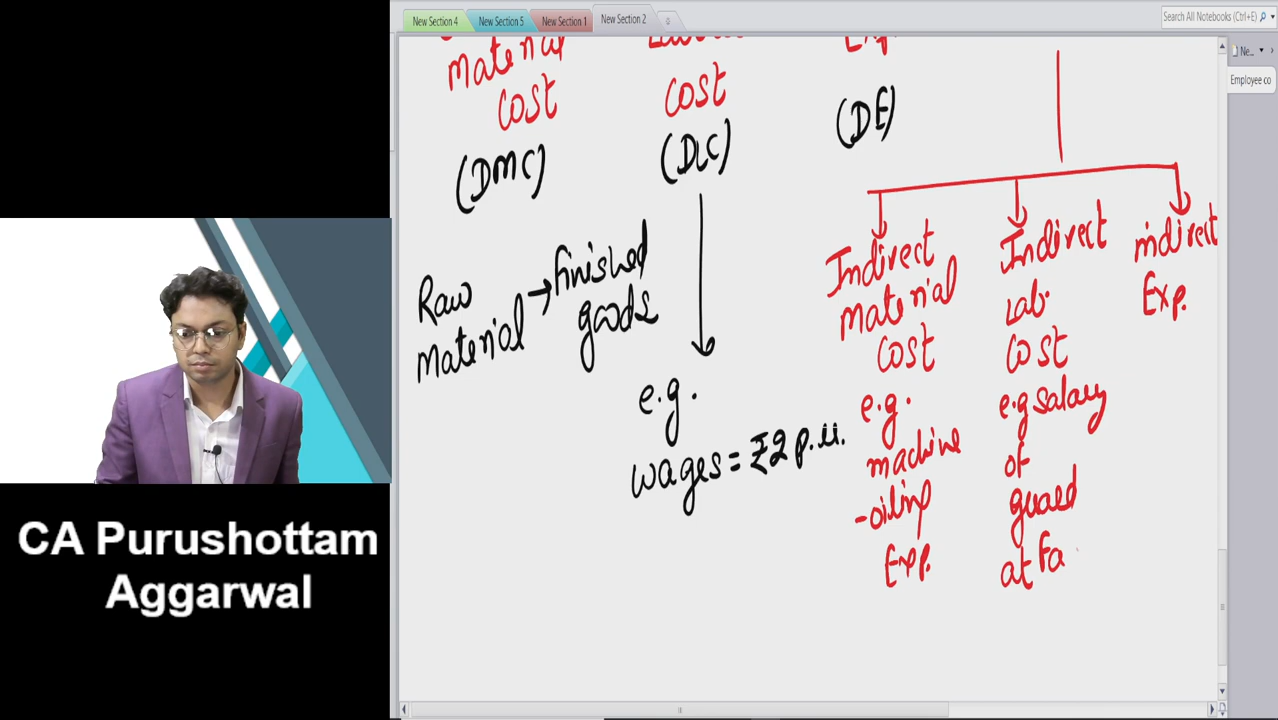 New Section 4
New Section 5
New Section 1
New Section 2
Search All Notebooks (Ctrl+E)
Ne...
Employee co
material
cost
(DMC)
cost
(DLC)
(DE)
Raw
material → finished
goods
e.g.
wages = ₹2 p.u.
Indirect
material
cost
e.g.
machine
-oiling
Exp.
Indirect
Lab.
cost
e.g salary
of
guard
at Fa
indirect
Exp.
CA Purushottam
Aggarwal